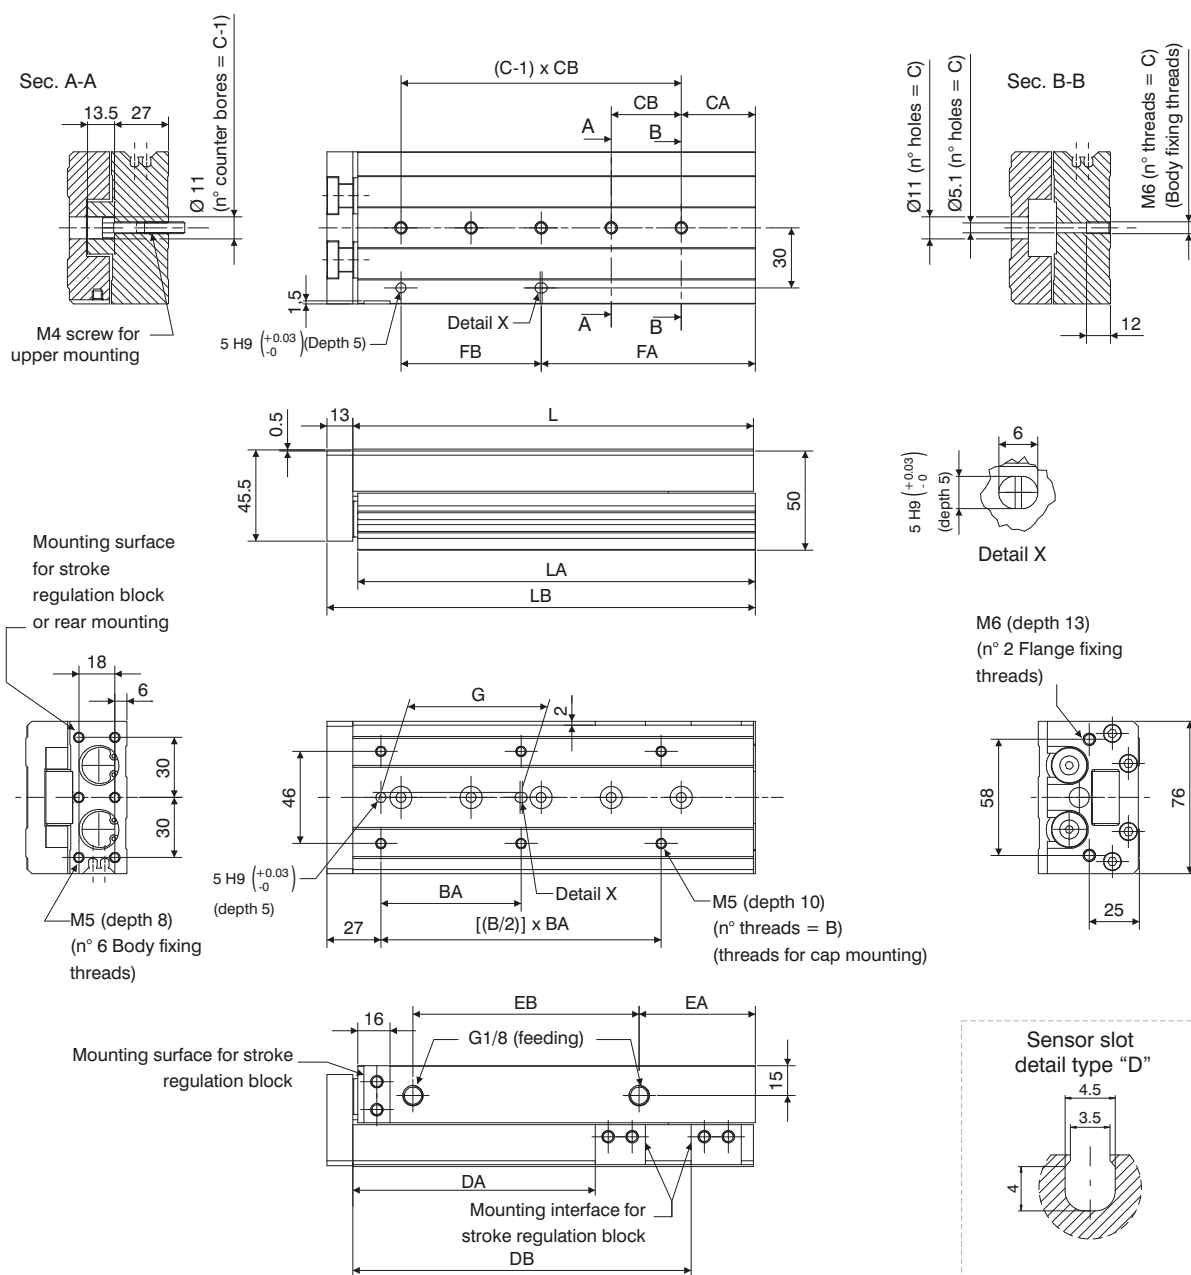 Sec. A-A
13.5
27
Ø 11
(n° counter bores = C-1)
(C-1) x CB
CB
CA
A
B
30
1,5
Detail X
A
B
5 H9 (+0.03 -0) (Depth 5)
FB
FA
M4 screw for
upper mounting
Sec. B-B
Ø11 (n° holes = C)
Ø5.1 (n° holes = C)
M6 (n° threads = C)
(Body fixing threads)
12
13
L
0.5
45.5
50
LA
LB
6
5 H9 (+0.03 -0)
(depth 5)
Detail X
Mounting surface
for stroke
regulation block
or rear mounting
18
6
30
30
M5 (depth 8)
(n° 6 Body fixing
threads)
G
2
46
5 H9 (+0.03 -0)
(depth 5)
BA
Detail X
27
[(B/2)] x BA
M5 (depth 10)
(n° threads = B)
(threads for cap mounting)
M6 (depth 13)
(n° 2 Flange fixing
threads)
58
76
25
EB
EA
16
G1/8 (feeding)
15
Mounting surface for stroke
regulation block
DA
Mounting interface for
stroke regulation block
DB
Sensor slot
detail type “D”
4.5
3.5
4